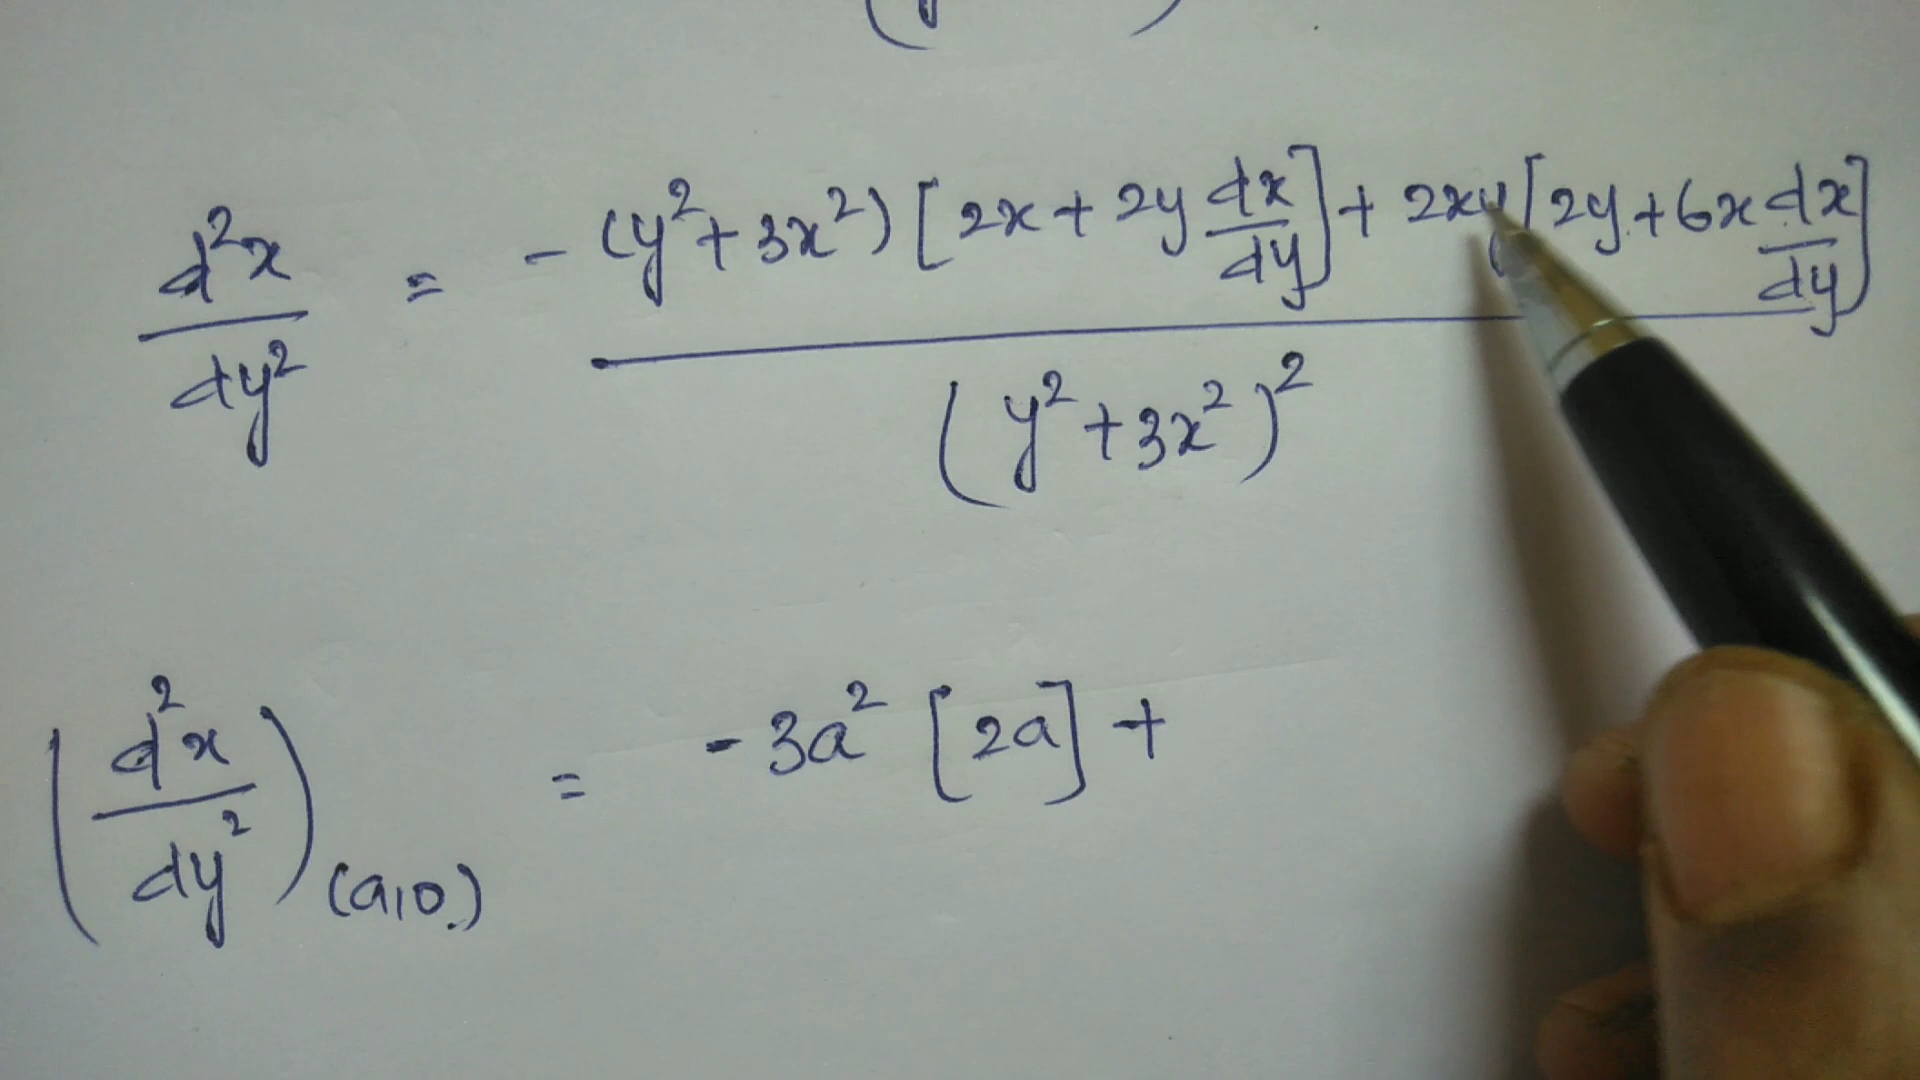 d²x/dy² = -(y²+3x²)[2x+2y dx/dy]+2xy[2y+6x dx/dy] / (y²+3x²)²
(d²x/dy²)(a,0) = -3a² [2a] +